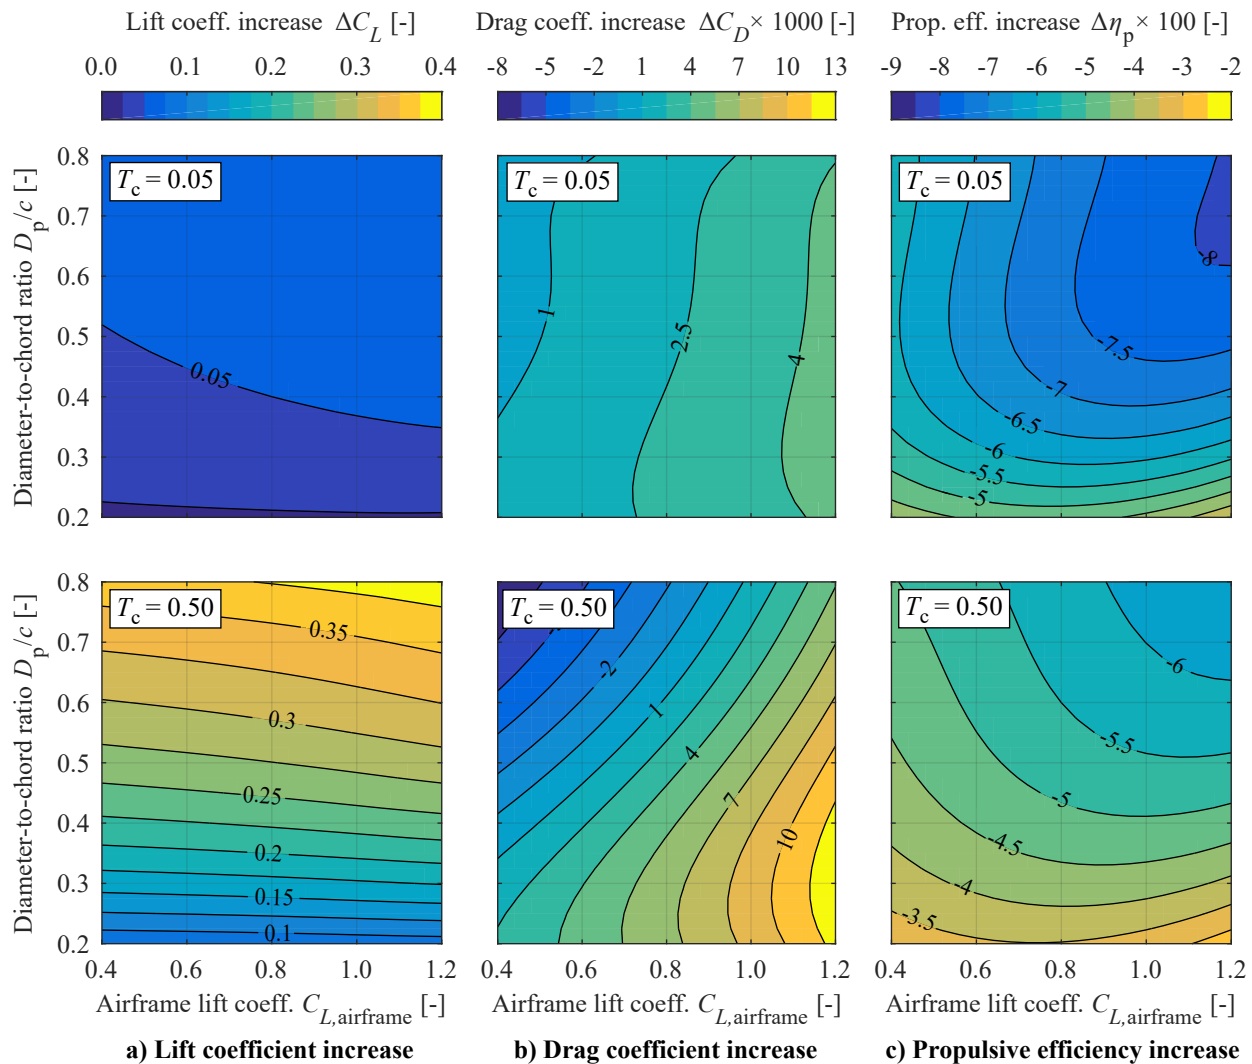 Lift coeff. increase ΔC_L [-]
Drag coeff. increase ΔC_D × 1000
Prop. eff. increase Δη_p × 100 [-]
0.0 0.1 0.2 0.3 0.4
-8 -5 -2 1 4 7 10 13
-9 -8 -7 -6 -5 -4 -3 -2
Diameter-to-chord ratio D_p/c [-]
0.8
0.7
0.6
0.5
0.4
0.3
0.2
T_c = 0.05
0.05
T_c = 0.05
1
2.5
4
T_c = 0.05
-8
-7.5
-7
-6.5
-6
-5.5
-5
Diameter-to-chord ratio D_p/c [-]
0.8
0.7
0.6
0.5
0.4
0.3
0.2
T_c = 0.50
0.35
0.3
0.25
0.2
0.15
0.1
T_c = 0.50
-2
1
4
7
10
T_c = 0.50
-6
-5.5
-5
-4.5
-4
-3.5
0.4 0.6 0.8 1.0 1.2
0.4 0.6 0.8 1.0 1.2
0.4 0.6 0.8 1.0 1.2
Airframe lift coeff. C_L,airframe [-]
Airframe lift coeff. C_L,airframe [-]
Airframe lift coeff. C_L,airframe [-]
a) Lift coefficient increase
b) Drag coefficient increase
c) Propulsive efficiency increase